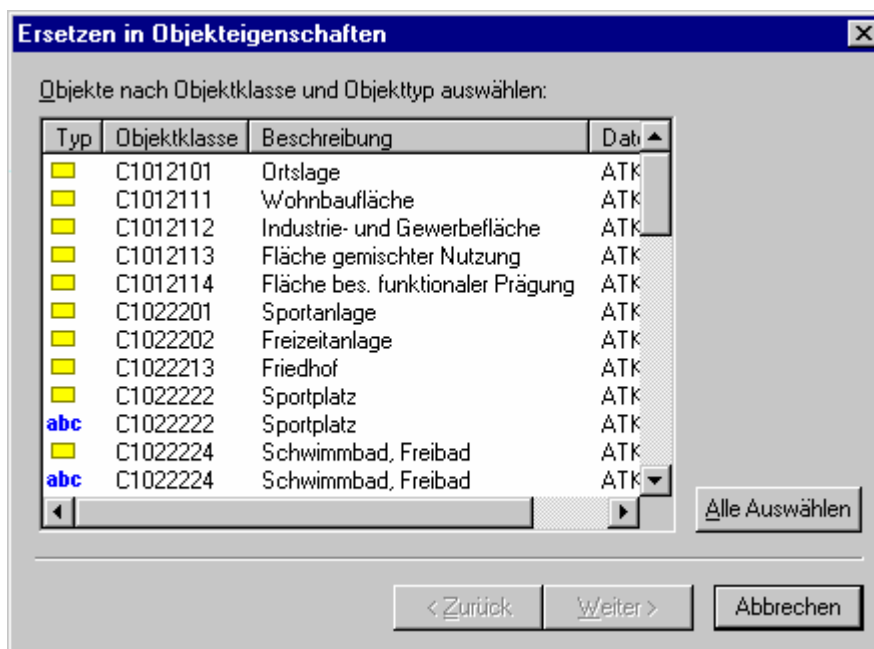 Ersetzen in Objekteigenschaften
Objekte nach Objektklasse und Objekttyp auswählen:
Typ Objektklasse Beschreibung Date
C1012101 Ortslage ATK
C1012111 Wohnbaufläche ATK
C1012112 Industrie- und Gewerbefläche ATK
C1012113 Fläche gemischter Nutzung ATK
C1012114 Fläche bes. funktionaler Prägung ATK
C1022201 Sportanlage ATK
C1022202 Freizeitanlage ATK
C1022213 Friedhof ATK
C1022222 Sportplatz ATK
abc C1022222 Sportplatz ATK
C1022224 Schwimmbad, Freibad ATK
abc C1022224 Schwimmbad, Freibad ATK
Alle Auswählen
< Zurück Weiter > Abbrechen